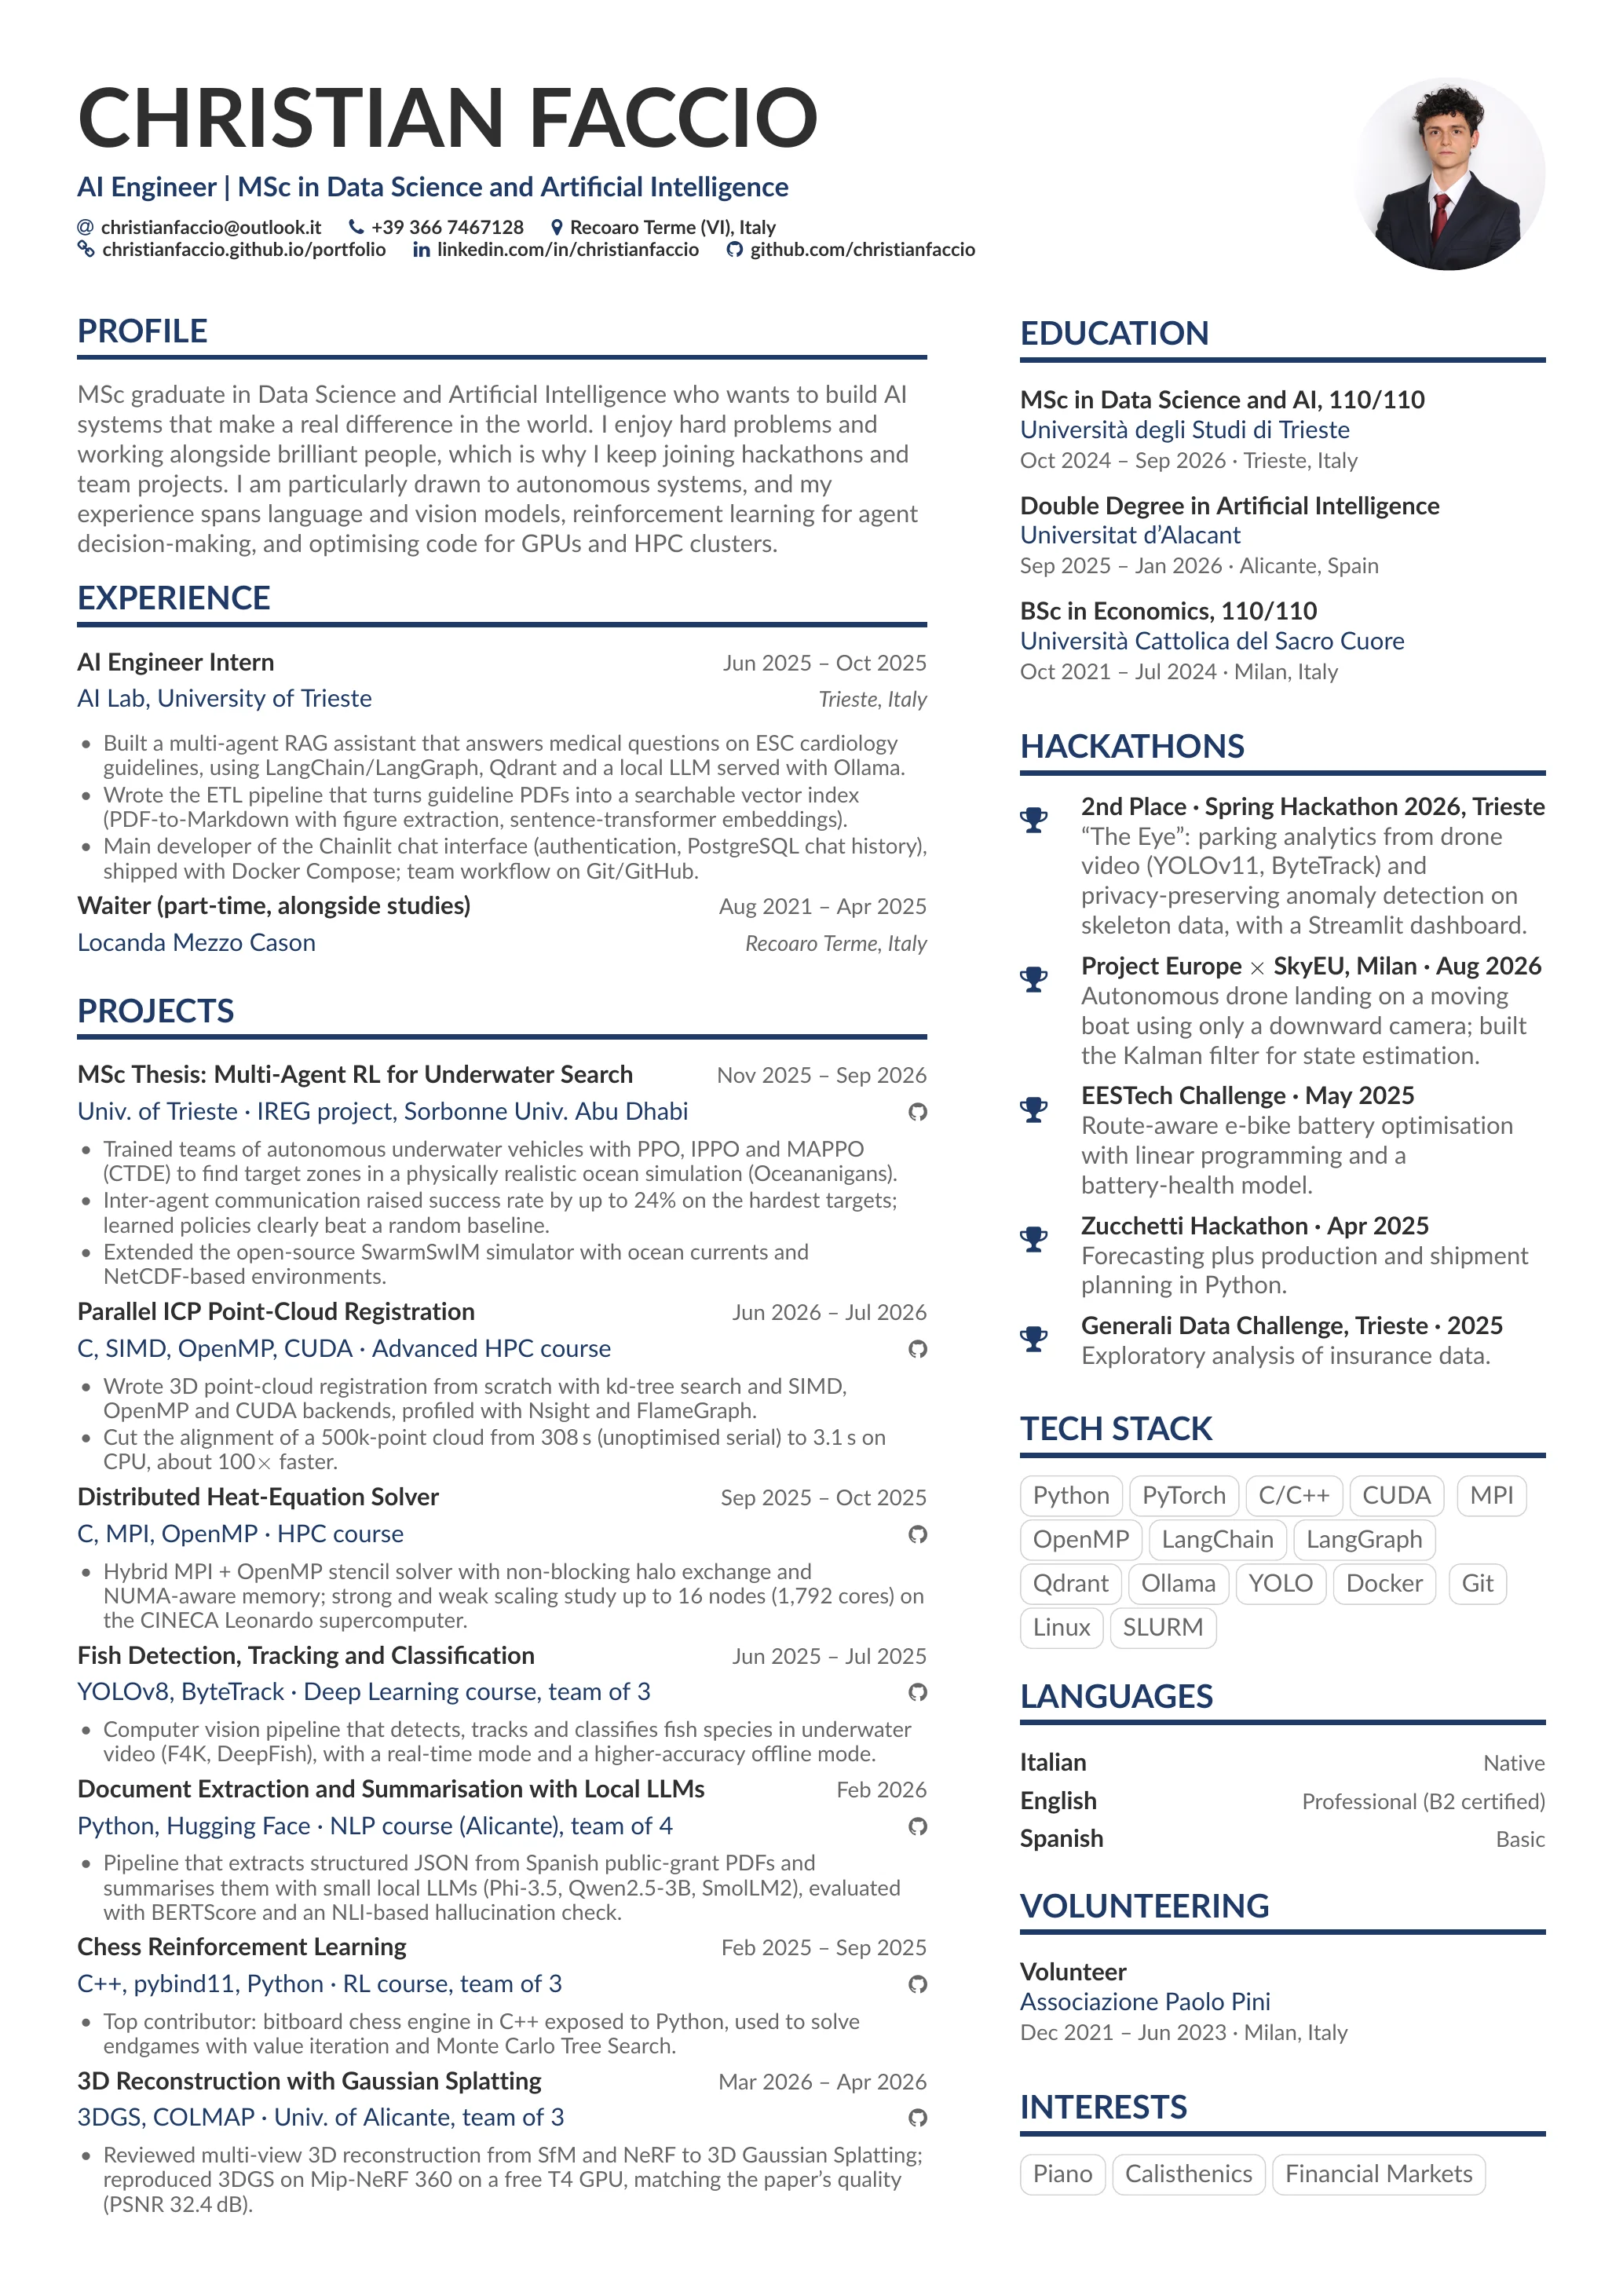 CHRISTIAN FACCIO
AI Engineer | MSc in Data Science and Artificial Intelligence
christianfaccio@outlook.it +39 366 7467128 Recoaro Terme (VI), Italy
christianfaccio.github.io/portfolio linkedin.com/in/christianfaccio github.com/christianfaccio
PROFILE
MSc graduate in Data Science and Artificial Intelligence who wants to build AI
systems that make a real difference in the world. I enjoy hard problems and
working alongside brilliant people, which is why I keep joining hackathons and
team projects. I am particularly drawn to autonomous systems, and my
experience spans language and vision models, reinforcement learning for agent
decision-making, and optimising code for GPUs and HPC clusters.
EXPERIENCE
AI Engineer Intern Jun 2025 – Oct 2025
AI Lab, University of Trieste Trieste, Italy
• Built a multi-agent RAG assistant that answers medical questions on ESC cardiology
guidelines, using LangChain/LangGraph, Qdrant and a local LLM served with Ollama.
• Wrote the ETL pipeline that turns guideline PDFs into a searchable vector index
(PDF-to-Markdown with figure extraction, sentence-transformer embeddings).
• Main developer of the Chainlit chat interface (authentication, PostgreSQL chat history),
shipped with Docker Compose; team workflow on Git/GitHub.
Waiter (part-time, alongside studies) Aug 2021 – Apr 2025
Locanda Mezzo Cason Recoaro Terme, Italy
PROJECTS
MSc Thesis: Multi-Agent RL for Underwater Search Nov 2025 – Sep 2026
Univ. of Trieste · IREG project, Sorbonne Univ. Abu Dhabi
• Trained teams of autonomous underwater vehicles with PPO, IPPO and MAPPO
(CTDE) to find target zones in a physically realistic ocean simulation (Oceananigans).
• Inter-agent communication raised success rate by up to 24% on the hardest targets;
learned policies clearly beat a random baseline.
• Extended the open-source SwarmSwIM simulator with ocean currents and
NetCDF-based environments.
Parallel ICP Point-Cloud Registration Jun 2026 – Jul 2026
C, SIMD, OpenMP, CUDA · Advanced HPC course
• Wrote 3D point-cloud registration from scratch with kd-tree search and SIMD,
OpenMP and CUDA backends, profiled with Nsight and FlameGraph.
• Cut the alignment of a 500k-point cloud from 308 s (unoptimised serial) to 3.1 s on
CPU, about 100× faster.
Distributed Heat-Equation Solver Sep 2025 – Oct 2025
C, MPI, OpenMP · HPC course
• Hybrid MPI + OpenMP stencil solver with non-blocking halo exchange and
NUMA-aware memory; strong and weak scaling study up to 16 nodes (1,792 cores) on
the CINECA Leonardo supercomputer.
Fish Detection, Tracking and Classification Jun 2025 – Jul 2025
YOLOv8, ByteTrack · Deep Learning course, team of 3
• Computer vision pipeline that detects, tracks and classifies fish species in underwater
video (F4K, DeepFish), with a real-time mode and a higher-accuracy offline mode.
Document Extraction and Summarisation with Local LLMs Feb 2026
Python, Hugging Face · NLP course (Alicante), team of 4
• Pipeline that extracts structured JSON from Spanish public-grant PDFs and
summarises them with small local LLMs (Phi-3.5, Qwen2.5-3B, SmolLM2), evaluated
with BERTScore and an NLI-based hallucination check.
Chess Reinforcement Learning Feb 2025 – Sep 2025
C++, pybind11, Python · RL course, team of 3
• Top contributor: bitboard chess engine in C++ exposed to Python, used to solve
endgames with value iteration and Monte Carlo Tree Search.
3D Reconstruction with Gaussian Splatting Mar 2026 – Apr 2026
3DGS, COLMAP · Univ. of Alicante, team of 3
• Reviewed multi-view 3D reconstruction from SfM and NeRF to 3D Gaussian Splatting;
reproduced 3DGS on Mip-NeRF 360 on a free T4 GPU, matching the paper’s quality
(PSNR 32.4 dB).
EDUCATION
MSc in Data Science and AI, 110/110
Università degli Studi di Trieste
Oct 2024 – Sep 2026 · Trieste, Italy
Double Degree in Artificial Intelligence
Universitat d’Alacant
Sep 2025 – Jan 2026 · Alicante, Spain
BSc in Economics, 110/110
Università Cattolica del Sacro Cuore
Oct 2021 – Jul 2024 · Milan, Italy
HACKATHONS
2nd Place · Spring Hackathon 2026, Trieste
“The Eye”: parking analytics from drone
video (YOLOv11, ByteTrack) and
privacy-preserving anomaly detection on
skeleton data, with a Streamlit dashboard.
Project Europe × SkyEU, Milan · Aug 2026
Autonomous drone landing on a moving
boat using only a downward camera; built
the Kalman filter for state estimation.
EESTech Challenge · May 2025
Route-aware e-bike battery optimisation
with linear programming and a
battery-health model.
Zucchetti Hackathon · Apr 2025
Forecasting plus production and shipment
planning in Python.
Generali Data Challenge, Trieste · 2025
Exploratory analysis of insurance data.
TECH STACK
Python PyTorch C/C++ CUDA MPI
OpenMP LangChain LangGraph
Qdrant Ollama YOLO Docker Git
Linux SLURM
LANGUAGES
Italian Native
English Professional (B2 certified)
Spanish Basic
VOLUNTEERING
Volunteer
Associazione Paolo Pini
Dec 2021 – Jun 2023 · Milan, Italy
INTERESTS
Piano Calisthenics Financial Markets